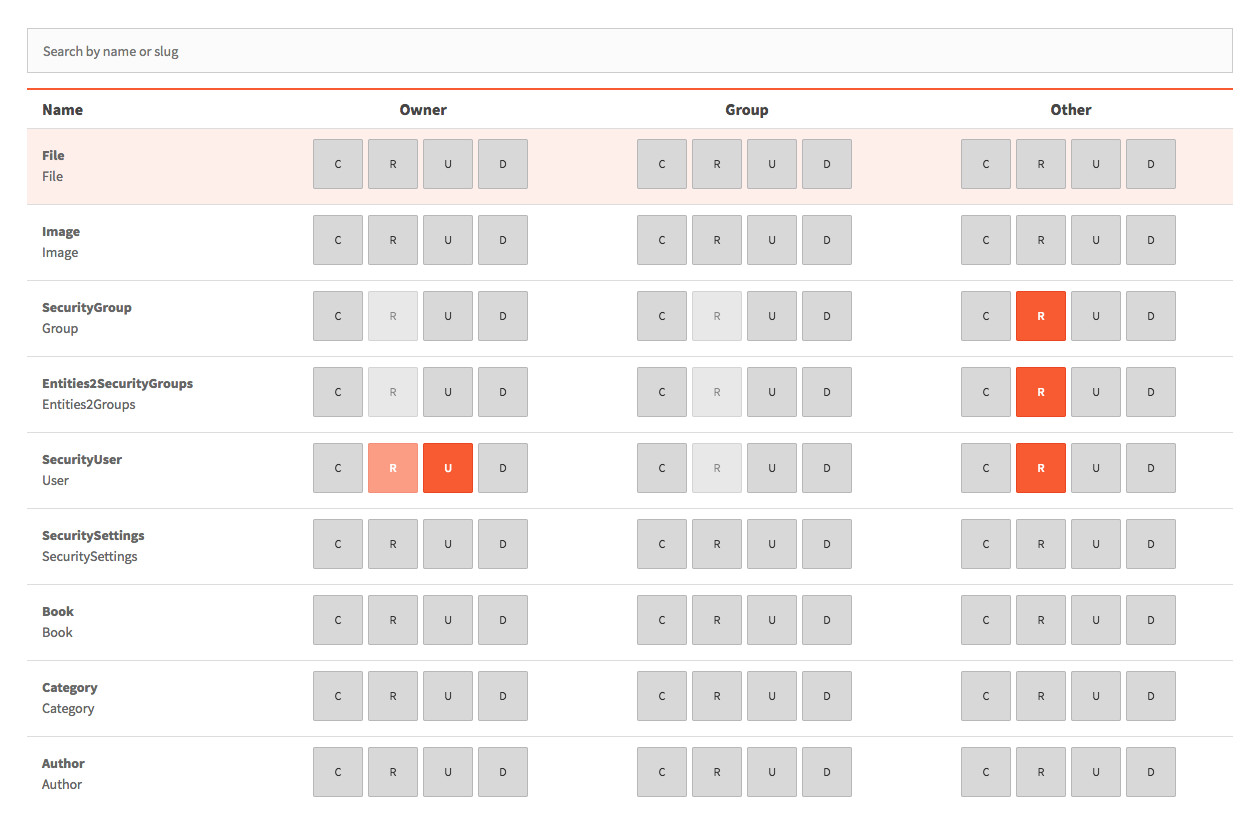 Search by name or slug
Name Owner Group Other
File
File
C R U D C R U D C R U D
Image
Image
C R U D C R U D C R U D
SecurityGroup
Group
C R U D C R U D C R U D
Entities2SecurityGroups
Entities2Groups
C R U D C R U D C R U D
SecurityUser
User
C R U D C R U D C R U D
SecuritySettings
SecuritySettings
C R U D C R U D C R U D
Book
Book
C R U D C R U D C R U D
Category
Category
C R U D C R U D C R U D
Author
Author
C R U D C R U D C R U D